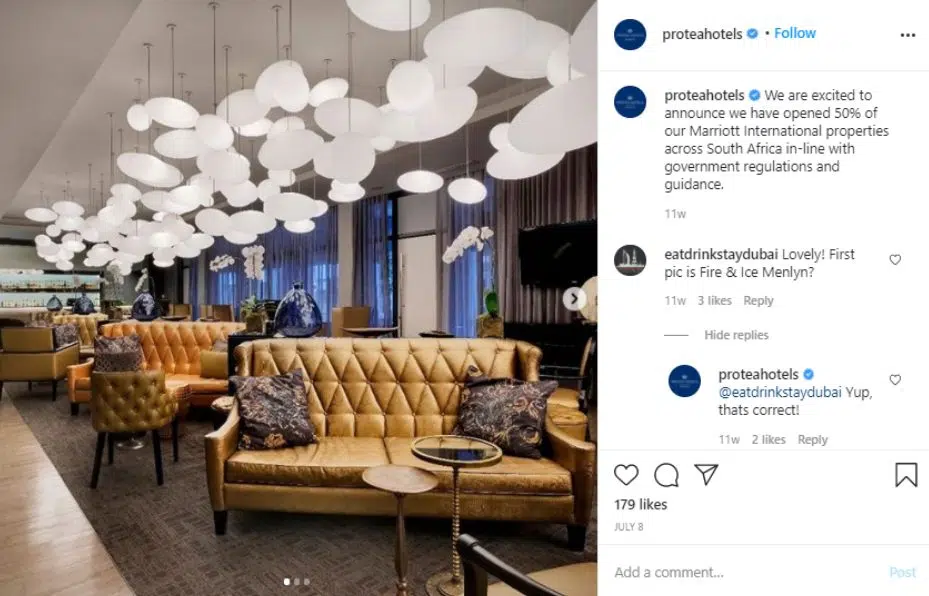 proteahotels • Follow
proteahotels We are excited to
announce we have opened 50% of
our Marriott International properties
across South Africa in-line with
government regulations and
guidance.
11w
eatdrinkstaydubai Lovely! First
pic is Fire & Ice Menlyn?
11w 3 likes Reply
Hide replies
proteahotels
@eatdrinkstaydubai Yup,
thats correct!
11w 2 likes Reply
179 likes
JULY 8
Add a comment... Post